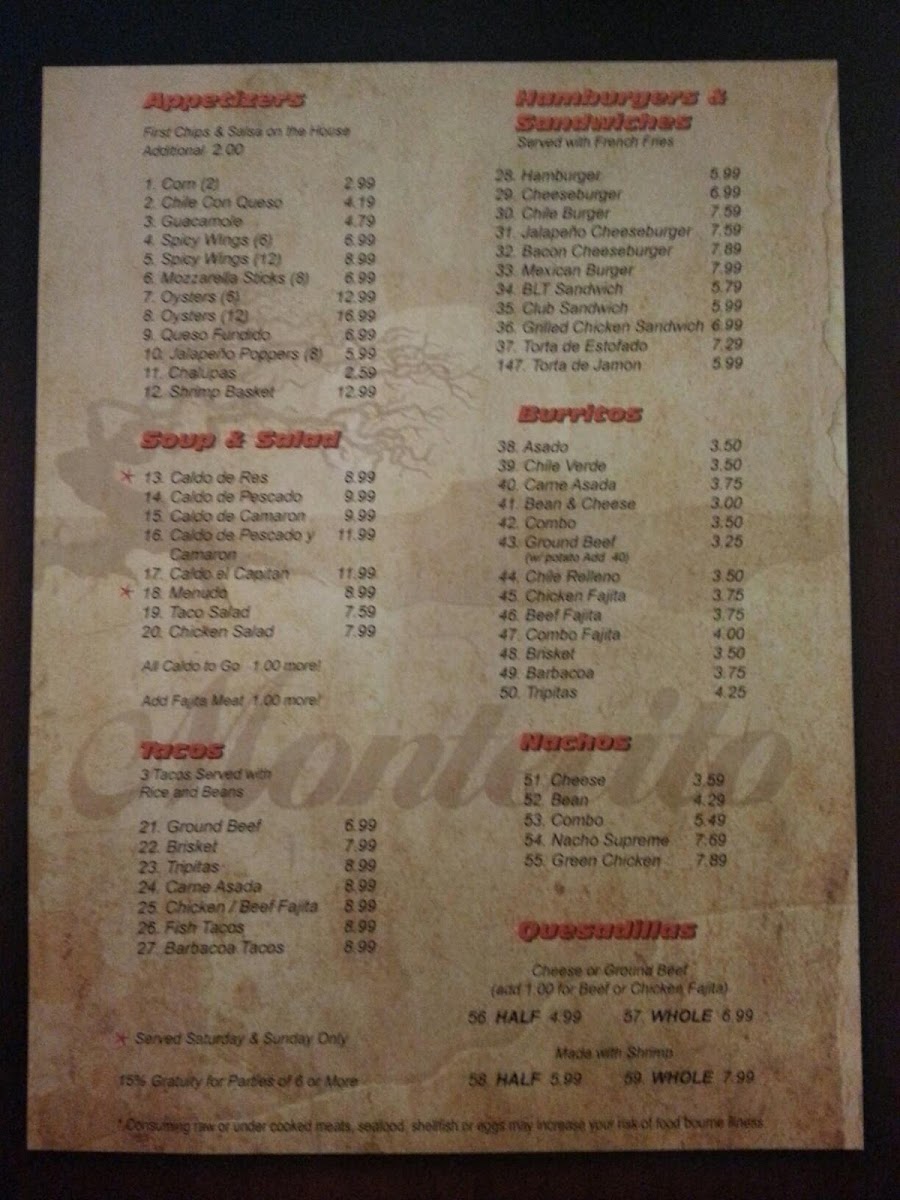 Appetizers
First Chips & Salsa on the House
Additional 2.00
1. Corn (2) 2.99
2. Chile Con Queso 4.19
3. Guacamole 4.79
4. Spicy Wings (6) 6.99
5. Spicy Wings (12) 8.99
6. Mozzarella Sticks (8) 6.99
7. Oysters (6) 12.99
8. Oysters (12) 16.99
9. Queso Fundido 6.99
10. Jalapeño Poppers (8) 5.99
11. Chalupas 2.59
12. Shrimp Basket 12.99
Soup & Salad
* 13. Caldo de Res 8.99
14. Caldo de Pescado 9.99
15. Caldo de Camaron 9.99
16. Caldo de Pescado y 11.99
Camaron
17. Caldo el Capitan 11.99
* 18. Menudo 8.99
19. Taco Salad 7.59
20. Chicken Salad 7.99
All Caldo to Go 1.00 more!
Add Fajita Meat 1.00 more!
Tacos
3 Tacos Served with
Rice and Beans
21. Ground Beef 6.99
22. Brisket 7.99
23. Tripitas 8.99
24. Carne Asada 8.99
25. Chicken / Beef Fajita 8.99
26. Fish Tacos 8.99
27. Barbacoa Tacos 8.99
* Served Saturday & Sunday Only
15% Gratuity for Parties of 6 or More
Hamburgers &
Sandwiches
Served with French Fries
28. Hamburger 5.99
29. Cheeseburger 6.99
30. Chile Burger 7.59
31. Jalapeño Cheeseburger 7.59
32. Bacon Cheeseburger 7.89
33. Mexican Burger 7.99
34. BLT Sandwich 5.79
35. Club Sandwich 5.99
36. Grilled Chicken Sandwich 6.99
37. Torta de Estofado 7.29
147. Torta de Jamon 5.99
Burritos
38. Asado 3.50
39. Chile Verde 3.50
40. Carne Asada 3.75
41. Bean & Cheese 3.00
42. Combo 3.50
43. Ground Beef 3.25
(w/ potato Add .40)
44. Chile Relleno 3.50
45. Chicken Fajita 3.75
46. Beef Fajita 3.75
47. Combo Fajita 4.00
48. Brisket 3.50
49. Barbacoa 3.75
50. Tripitas 4.25
Monterito
Nachos
51. Cheese 3.59
52. Bean 4.29
53. Combo 5.49
54. Nacho Supreme 7.69
55. Green Chicken 7.89
Quesadillas
Cheese or Ground Beef
(add 1.00 for Beef or Chicken Fajita)
56. HALF 4.99 57. WHOLE 6.99
Made with Shrimp
58. HALF 5.99 59. WHOLE 7.99
* Consuming raw or under cooked meats, seafood, shellfish or eggs may increase your risk of food bourne illness.